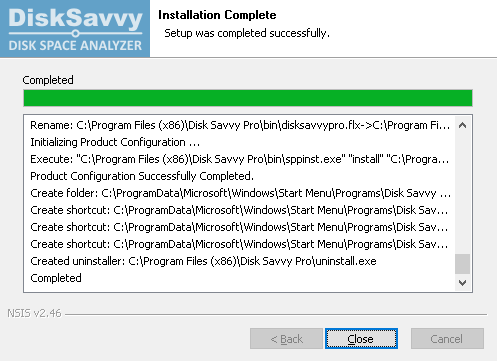 DiskSavvy
DISK SPACE ANALYZER
Installation Complete
Setup was completed successfully.
Completed
Rename: C:\Program Files (x86)\Disk Savvy Pro\bin\disksavvypro.flx->C:\Program Fi...
Initializing Product Configuration ...
Execute: "C:\Program Files (x86)\Disk Savvy Pro\bin\sppinst.exe" "install" "C:\Progra...
Product Configuration Successfully Completed.
Create folder: C:\ProgramData\Microsoft\Windows\Start Menu\Programs\Disk Savvy ...
Create shortcut: C:\ProgramData\Microsoft\Windows\Start Menu\Programs\Disk Sav...
Create shortcut: C:\ProgramData\Microsoft\Windows\Start Menu\Programs\Disk Sav...
Create shortcut: C:\ProgramData\Microsoft\Windows\Start Menu\Programs\Disk Sav...
Created uninstaller: C:\Program Files (x86)\Disk Savvy Pro\uninstall.exe
Completed
NSIS v2.46
< Back
Close
Cancel